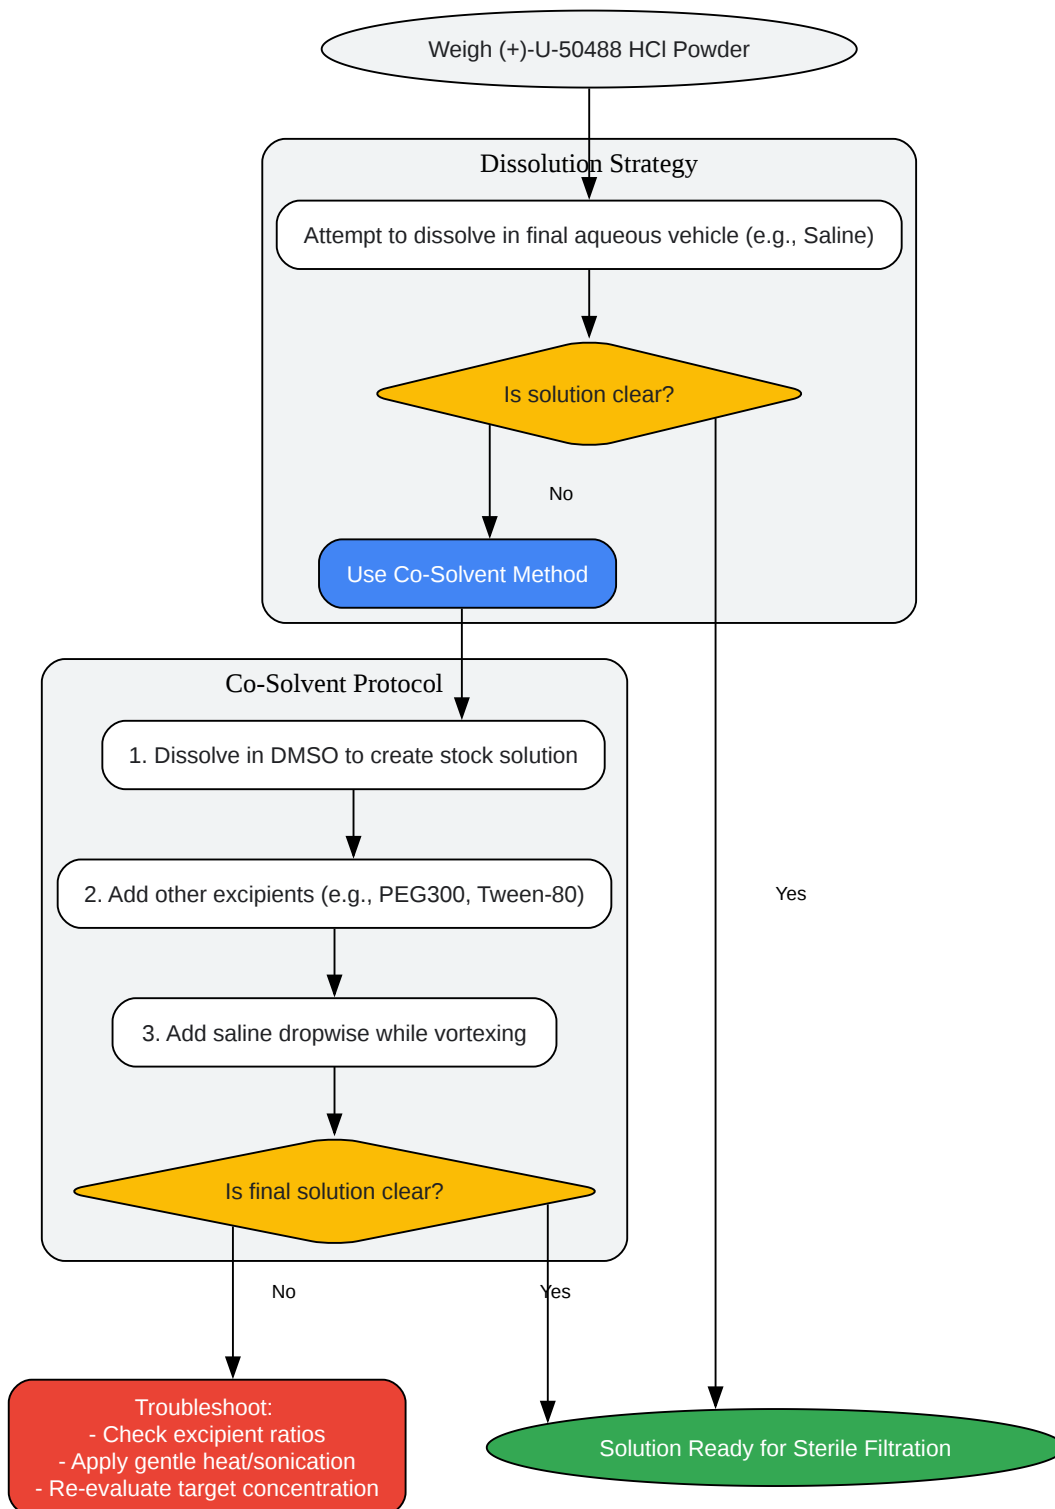 Weigh (+)-U-50488 HCl Powder
Dissolution Strategy
Attempt to dissolve in final aqueous vehicle (e.g., Saline)
Is solution clear?
No
Use Co-Solvent Method
Co-Solvent Protocol
1. Dissolve in DMSO to create stock solution
2. Add other excipients (e.g., PEG300, Tween-80)
Yes
3. Add saline dropwise while vortexing
Is final solution clear?
No
Yes
Troubleshoot:
- Check excipient ratios
- Apply gentle heat/sonication
- Re-evaluate target concentration
Solution Ready for Sterile Filtration